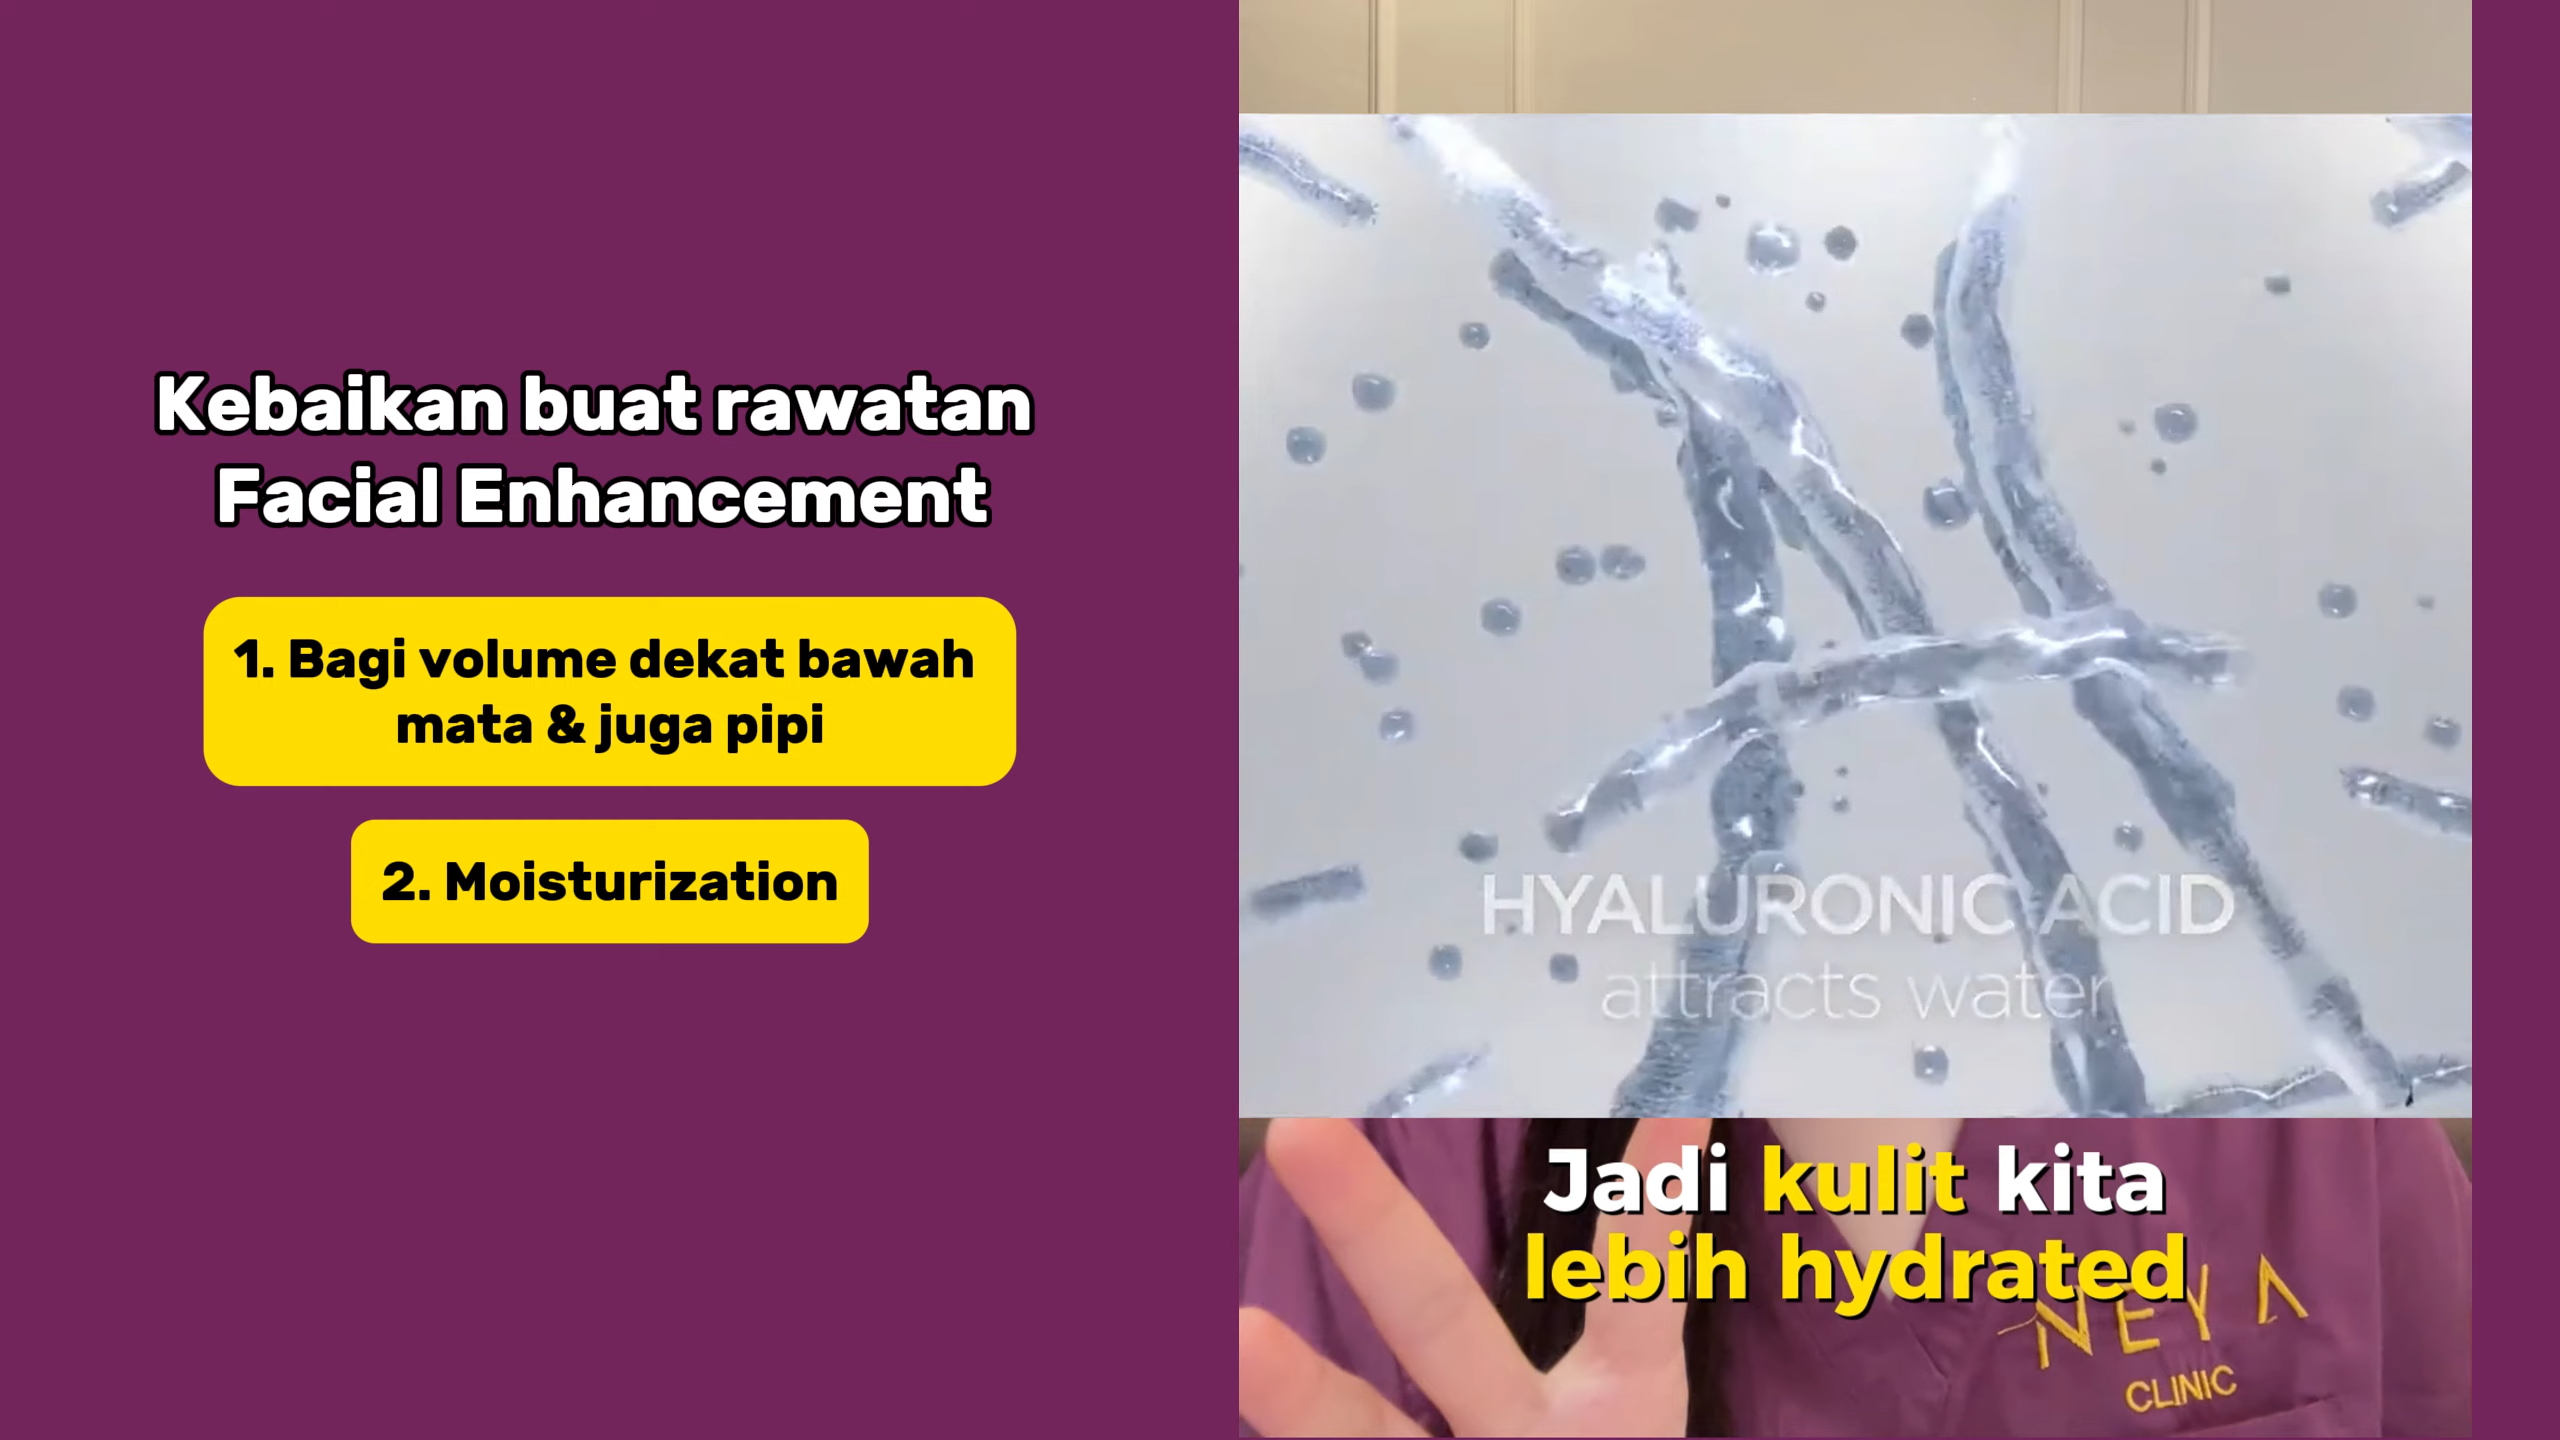 Kebaikan buat rawatan
Facial Enhancement
1. Bagi volume dekat bawah
mata & juga pipi
2. Moisturization
HYALURONIC ACID
attracts water
Jadi kulit kita
lebih hydrated
NEYA
CLINIC